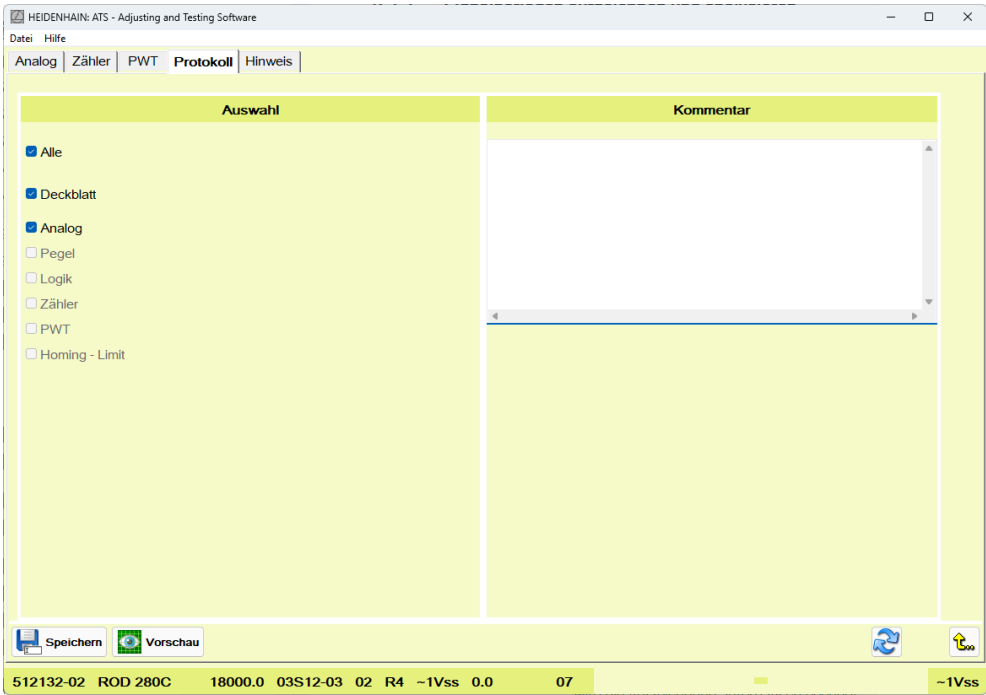 HEIDENHAIN: ATS - Adjusting and Testing Software
Datei Hilfe
Analog Zähler PWT Protokoll Hinweis
Auswahl
Kommentar
Alle
Deckblatt
Analog
Pegel
Logik
Zähler
PWT
Homing - Limit
Speichern Vorschau
512132-02 ROD 280C 18000.0 03S12-03 02 R4 ~1Vss 0.0 07 ~1Vss